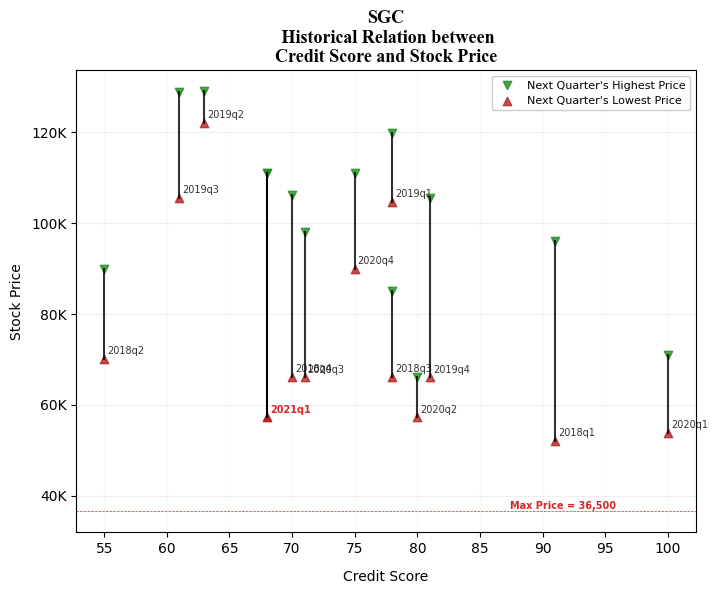 SGC
Historical Relation between
Credit Score and Stock Price
Next Quarter's Highest Price
Next Quarter's Lowest Price
120K
100K
80K
60K
40K
Stock Price
2019q2
2019q3
2019q1
2020q4
2018q2
2018q4
2020q3
2018q3
2019q4
2021q1
2020q2
2018q1
2020q1
Max Price = 36,500
55 60 65 70 75 80 85 90 95 100
Credit Score